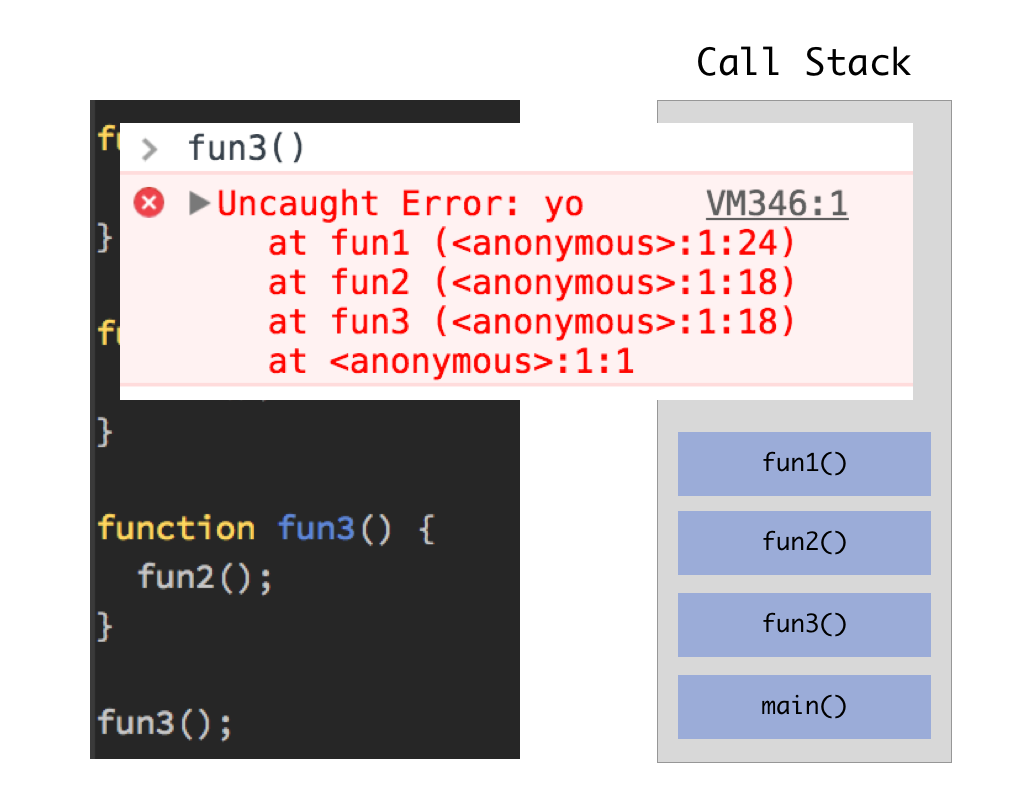 Call Stack
fu
> fun3()
Uncaught Error: yo VM346:1
at fun1 (<anonymous>:1:24)
at fun2 (<anonymous>:1:18)
at fun3 (<anonymous>:1:18)
at <anonymous>:1:1
}
fu
}
function fun3() {
fun2();
}
fun3();
fun1()
fun2()
fun3()
main()